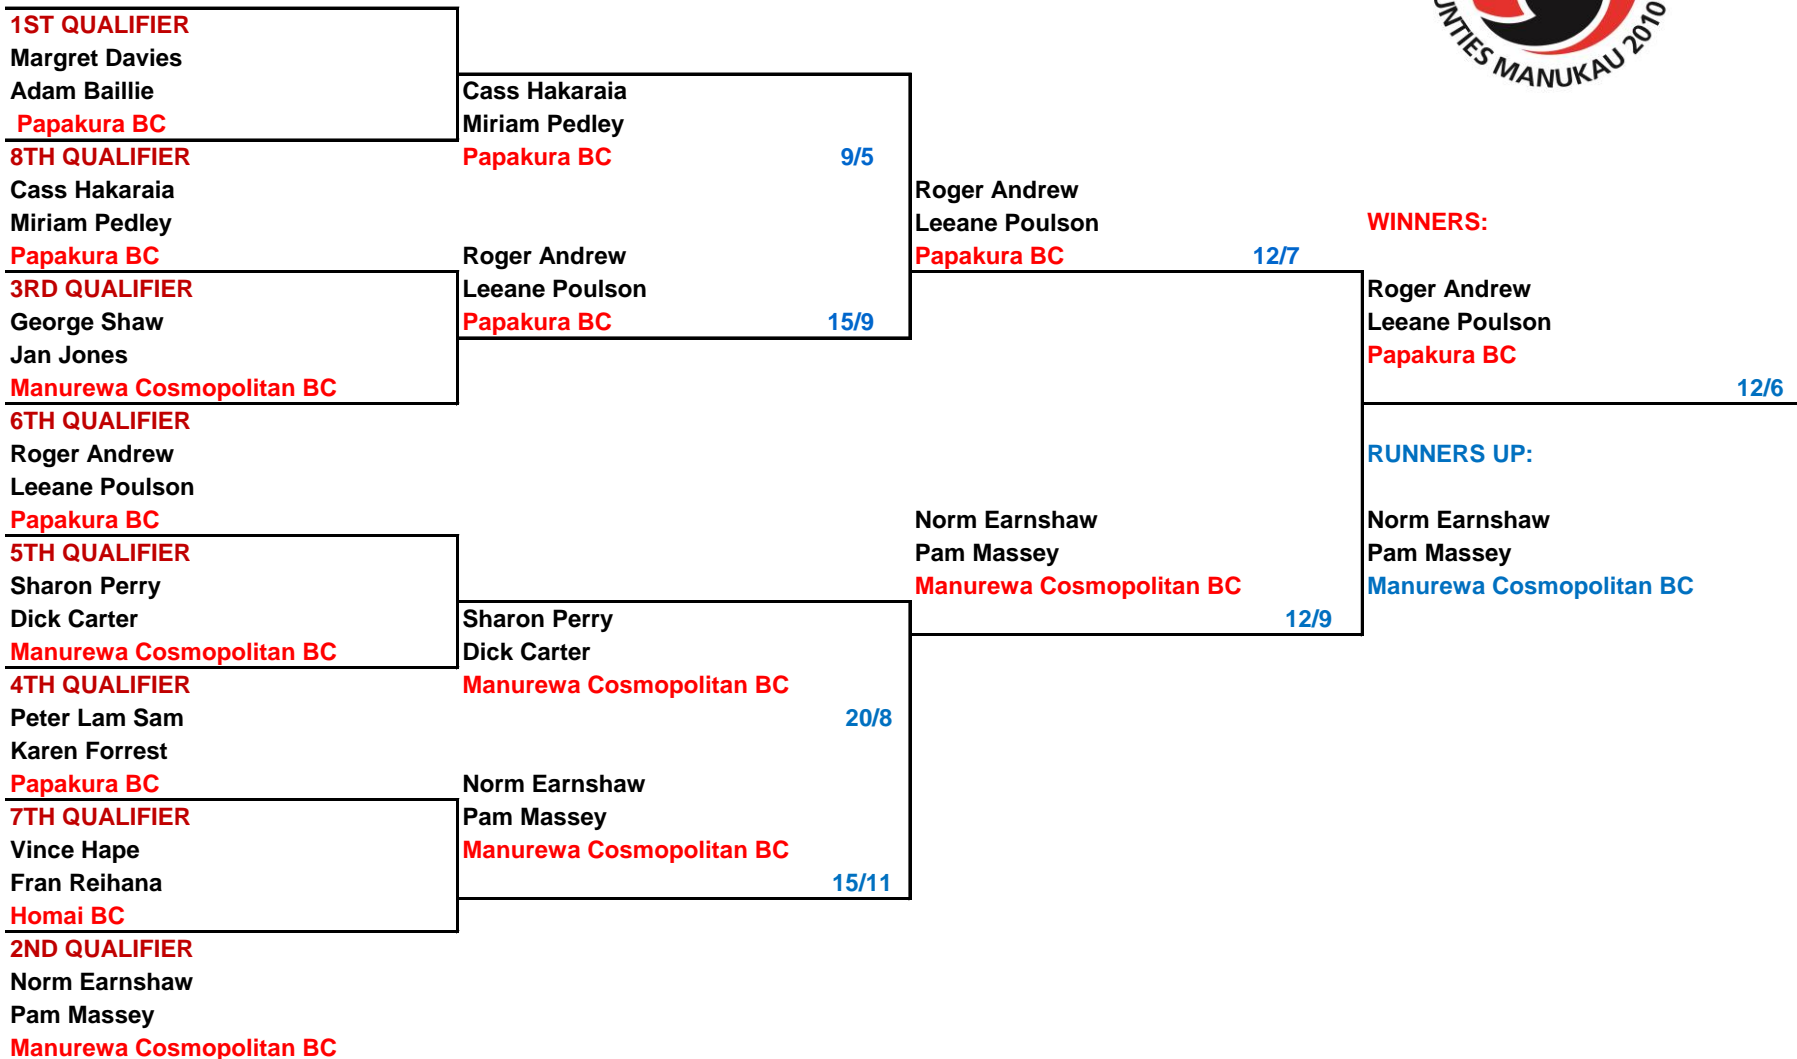 1ST QUALIFIER
Margret Davies
Adam Baillie
Papakura BC
8TH QUALIFIER
Cass Hakaraia
Miriam Pedley
Papakura BC
3RD QUALIFIER
George Shaw
Jan Jones
Manurewa Cosmopolitan BC
6TH QUALIFIER
Roger Andrew
Leeane Poulson
Papakura BC
5TH QUALIFIER
Sharon Perry
Dick Carter
Manurewa Cosmopolitan BC
4TH QUALIFIER
Peter Lam Sam
Karen Forrest
Papakura BC
7TH QUALIFIER
Vince Hape
Fran Reihana
Homai BC
2ND QUALIFIER
Norm Earnshaw
Pam Massey
Manurewa Cosmopolitan BC
Cass Hakaraia
Miriam Pedley
Papakura BC 9/5
Roger Andrew
Leeane Poulson
Papakura BC 15/9
Sharon Perry
Dick Carter
Manurewa Cosmopolitan BC
20/8
Norm Earnshaw
Pam Massey
Manurewa Cosmopolitan BC
15/11
Roger Andrew
Leeane Poulson
Papakura BC 12/7
Norm Earnshaw
Pam Massey
Manurewa Cosmopolitan BC
12/9
WINNERS:
Roger Andrew
Leeane Poulson
Papakura BC
12/6
RUNNERS UP:
Norm Earnshaw
Pam Massey
Manurewa Cosmopolitan BC
MANUKAU 2010